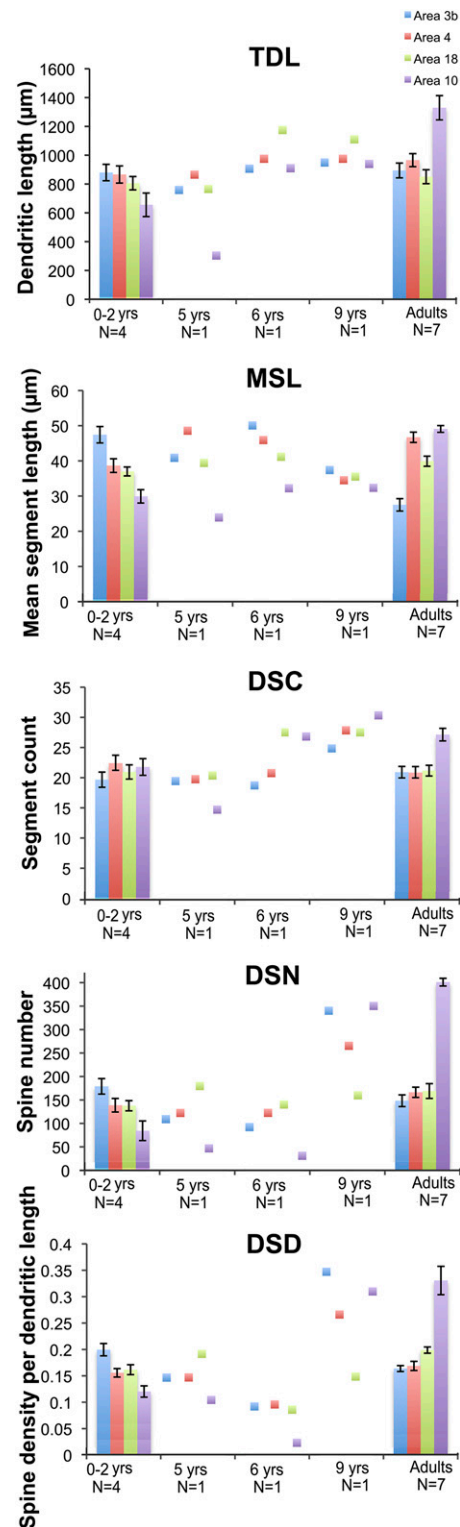 Area 3b
Area 4
Area 18
Area 10
TDL
Dendritic length (µm)
1600
1400
1200
1000
800
600
400
200
0
0-2 yrs 5 yrs 6 yrs 9 yrs Adults
N=4 N=1 N=1 N=1 N=7
MSL
Mean segment length (µm)
60
50
40
30
20
10
0
0-2 yrs 5 yrs 6 yrs 9 yrs Adults
N=4 N=1 N=1 N=1 N=7
DSC
Segment count
35
30
25
20
15
10
5
0
0-2 yrs 5 yrs 6 yrs 9 yrs Adults
N=4 N=1 N=1 N=1 N=7
DSN
Spine number
400
350
300
250
200
150
100
50
0
0-2 yrs 5 yrs 6 yrs 9 yrs Adults
N=4 N=1 N=1 N=1 N=7
DSD
Spine density per dendritic length
0.4
0.35
0.3
0.25
0.2
0.15
0.1
0.05
0
0-2 yrs 5 yrs 6 yrs 9 yrs Adults
N=4 N=1 N=1 N=1 N=7